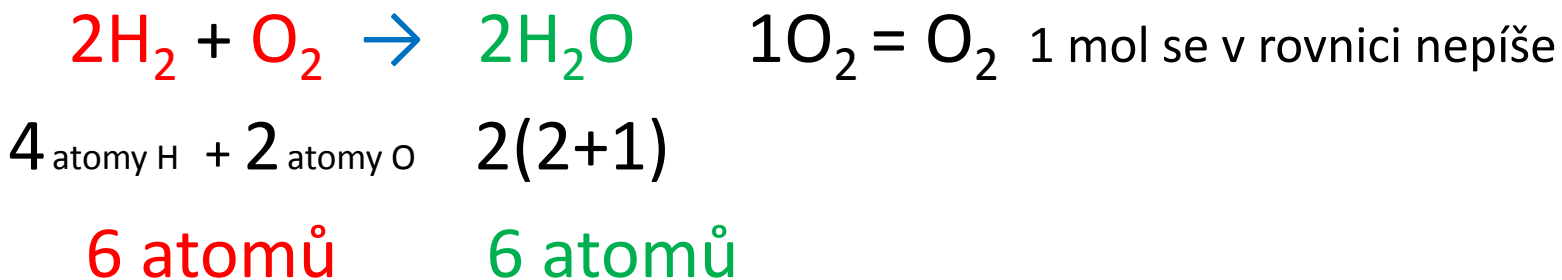 2H₂ + O₂ → 2H₂O 1O₂ = O₂ 1 mol se v rovnici nepíše
4 atomy H + 2 atomy O 2(2+1)
6 atomů 6 atomů